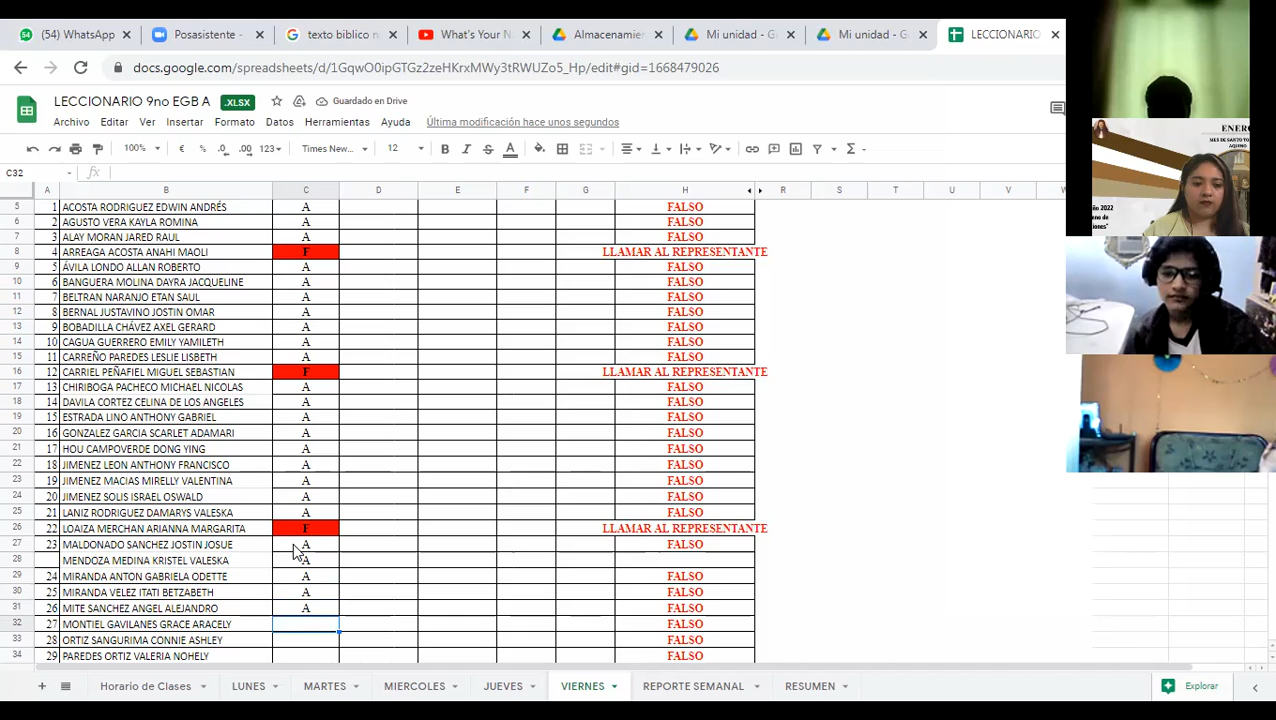 (54) WhatsApp
Posasistente -
texto biblico n
What's Your N
Almacenamie
Mi unidad - G
Mi unidad - G
LECCIONARIO
docs.google.com/spreadsheets/d/1GqwO0ipGTGz2zeHKrxMWy3tRWUZo5_Hp/edit#gid=1668479026
LECCIONARIO 9no EGB A .XLSX Guardado en Drive
Archivo Editar Ver Insertar Formato Datos Herramientas Ayuda Última modificación hace unos segundos
100% € % .0 .00 123 Times New... 12 B I S A
C32 fx
A B C D E F G H R S T U V
5 1 ACOSTA RODRIGUEZ EDWIN ANDRÉS A FALSO
6 2 AGUSTO VERA KAYLA ROMINA A FALSO
7 3 ALAY MORAN JARED RAUL A FALSO
8 4 ARREAGA ACOSTA ANAHI MAOLI F LLAMAR AL REPRESENTANTE
9 5 ÁVILA LONDO ALLAN ROBERTO A FALSO
10 6 BANGUERA MOLINA DAYRA JACQUELINE A FALSO
11 7 BELTRAN NARANJO ETAN SAUL A FALSO
12 8 BERNAL JUSTAVINO JOSTIN OMAR A FALSO
13 9 BOBADILLA CHÁVEZ AXEL GERARD A FALSO
14 10 CAGUA GUERRERO EMILY YAMILETH A FALSO
15 11 CARREÑO PAREDES LESLIE LISBETH A FALSO
16 12 CARRIEL PEÑAFIEL MIGUEL SEBASTIAN F LLAMAR AL REPRESENTANTE
17 13 CHIRIBOGA PACHECO MICHAEL NICOLAS A FALSO
18 14 DAVILA CORTEZ CELINA DE LOS ANGELES A FALSO
19 15 ESTRADA LINO ANTHONY GABRIEL A FALSO
20 16 GONZALEZ GARCIA SCARLET ADAMARI A FALSO
21 17 HOU CAMPOVERDE DONG YING A FALSO
22 18 JIMENEZ LEON ANTHONY FRANCISCO A FALSO
23 19 JIMENEZ MACIAS MIRELLY VALENTINA A FALSO
24 20 JIMENEZ SOLIS ISRAEL OSWALD A FALSO
25 21 LANIZ RODRIGUEZ DAMARYS VALESKA A FALSO
26 22 LOAIZA MERCHAN ARIANNA MARGARITA F LLAMAR AL REPRESENTANTE
27 23 MALDONADO SANCHEZ JOSTIN JOSUE A FALSO
28 MENDOZA MEDINA KRISTEL VALESKA A
29 24 MIRANDA ANTON GABRIELA ODETTE A FALSO
30 25 MIRANDA VELEZ ITATI BETZABETH A FALSO
31 26 MITE SANCHEZ ANGEL ALEJANDRO A FALSO
32 27 MONTIEL GAVILANES GRACE ARACELY FALSO
33 28 ORTIZ SANGURIMA CONNIE ASHLEY FALSO
34 29 PAREDES ORTIZ VALERIA NOHELY FALSO
Horario de Clases LUNES MARTES MIERCOLES JUEVES VIERNES REPORTE SEMANAL RESUMEN Explorar
ENERO
MES DE SANTO TO
AQUINO
ión 2022
eno de
ciones"